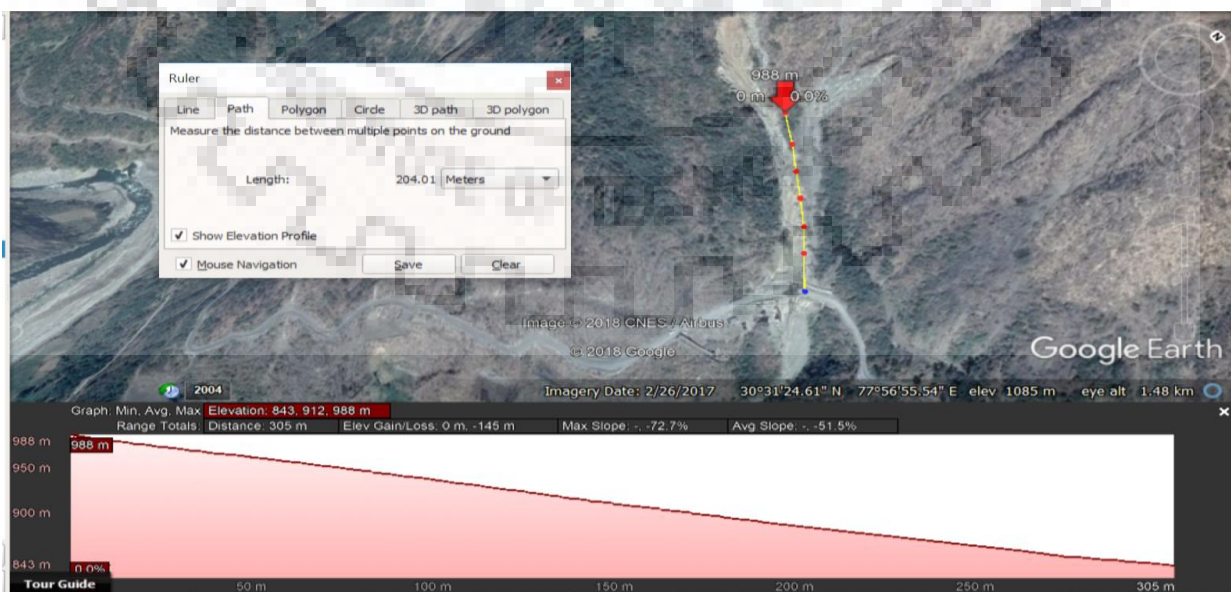 988 m
0 m 0.0%
Ruler
Line Path Polygon Circle 3D path 3D polygon
Measure the distance between multiple points on the ground
Length: 204.01 Meters
Show Elevation Profile
Mouse Navigation Save Clear
Image © 2018 CNES / Airbus
© 2018 Google
Google Earth
2004 Imagery Date: 2/26/2017 30°31'24.61" N 77°56'55.54" E elev 1085 m eye alt 1.48 km
Graph: Min, Avg, Max Elevation: 843, 912, 988 m
Range Totals: Distance: 305 m Elev Gain/Loss: 0 m, -145 m Max Slope: -, -72.7% Avg Slope: -, -51.5%
988 m 988 m
950 m
900 m
843 m 0.0%
Tour Guide 50 m 100 m 150 m 200 m 250 m 305 m